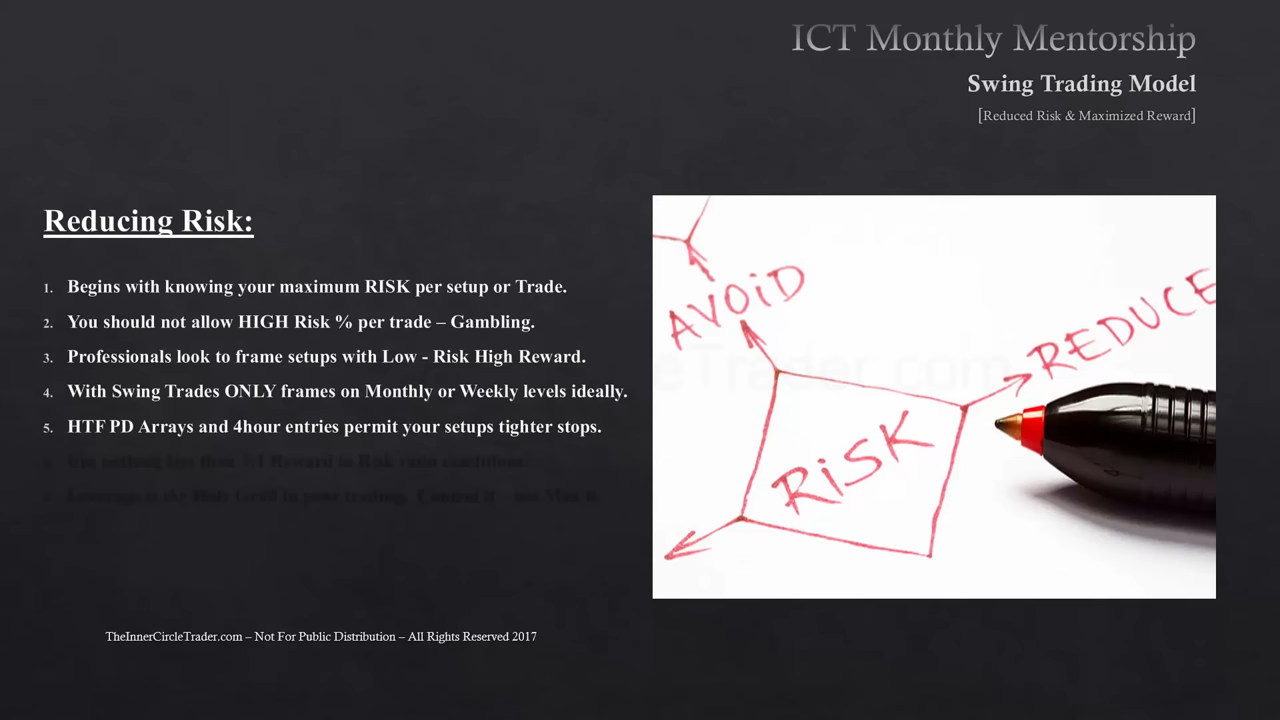 ICT Monthly Mentorship
Swing Trading Model
[Reduced Risk & Maximized Reward]
Reducing Risk:
1. Begins with knowing your maximum RISK per setup or Trade.
2. You should not allow HIGH Risk % per trade – Gambling.
3. Professionals look to frame setups with Low - Risk High Reward.
4. With Swing Trades ONLY frames on Monthly or Weekly levels ideally.
5. HTF PD Arrays and 4hour entries permit your setups tighter stops.
AVOiD
REDUCE
RiSK
TheInnerCircleTrader.com – Not For Public Distribution – All Rights Reserved 2017